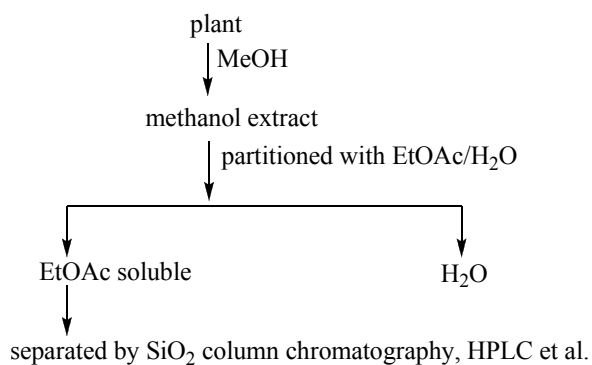 plant
MeOH
methanol extract
partitioned with EtOAc/H₂O
EtOAc soluble
H₂O
separated by SiO₂ column chromatography, HPLC et al.